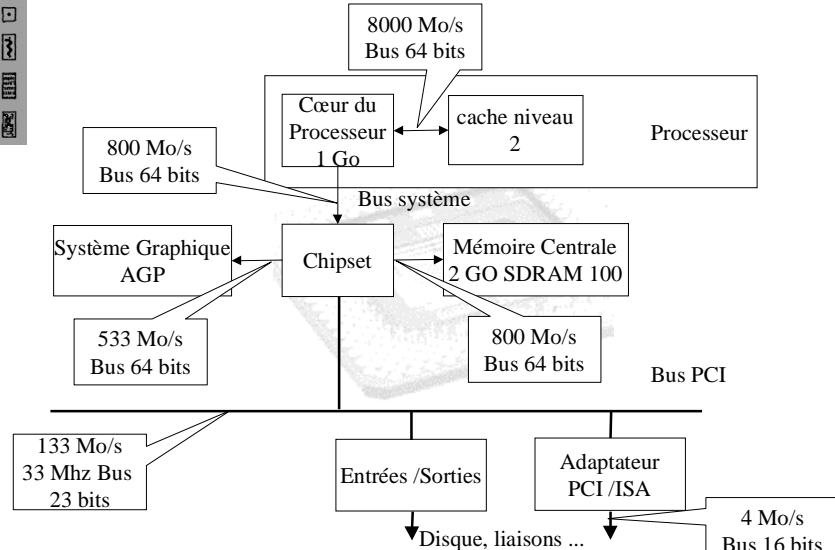 8000 Mo/s
Bus 64 bits
Cœur du
Processeur
1 Go
cache niveau
2
Processeur
800 Mo/s
Bus 64 bits
Bus système
Système Graphique
AGP
Chipset
Mémoire Centrale
2 GO SDRAM 100
533 Mo/s
Bus 64 bits
800 Mo/s
Bus 64 bits
Bus PCI
133 Mo/s
33 Mhz Bus
23 bits
Entrées /Sorties
Adaptateur
PCI /ISA
Disque, liaisons ...
4 Mo/s
Bus 16 bits